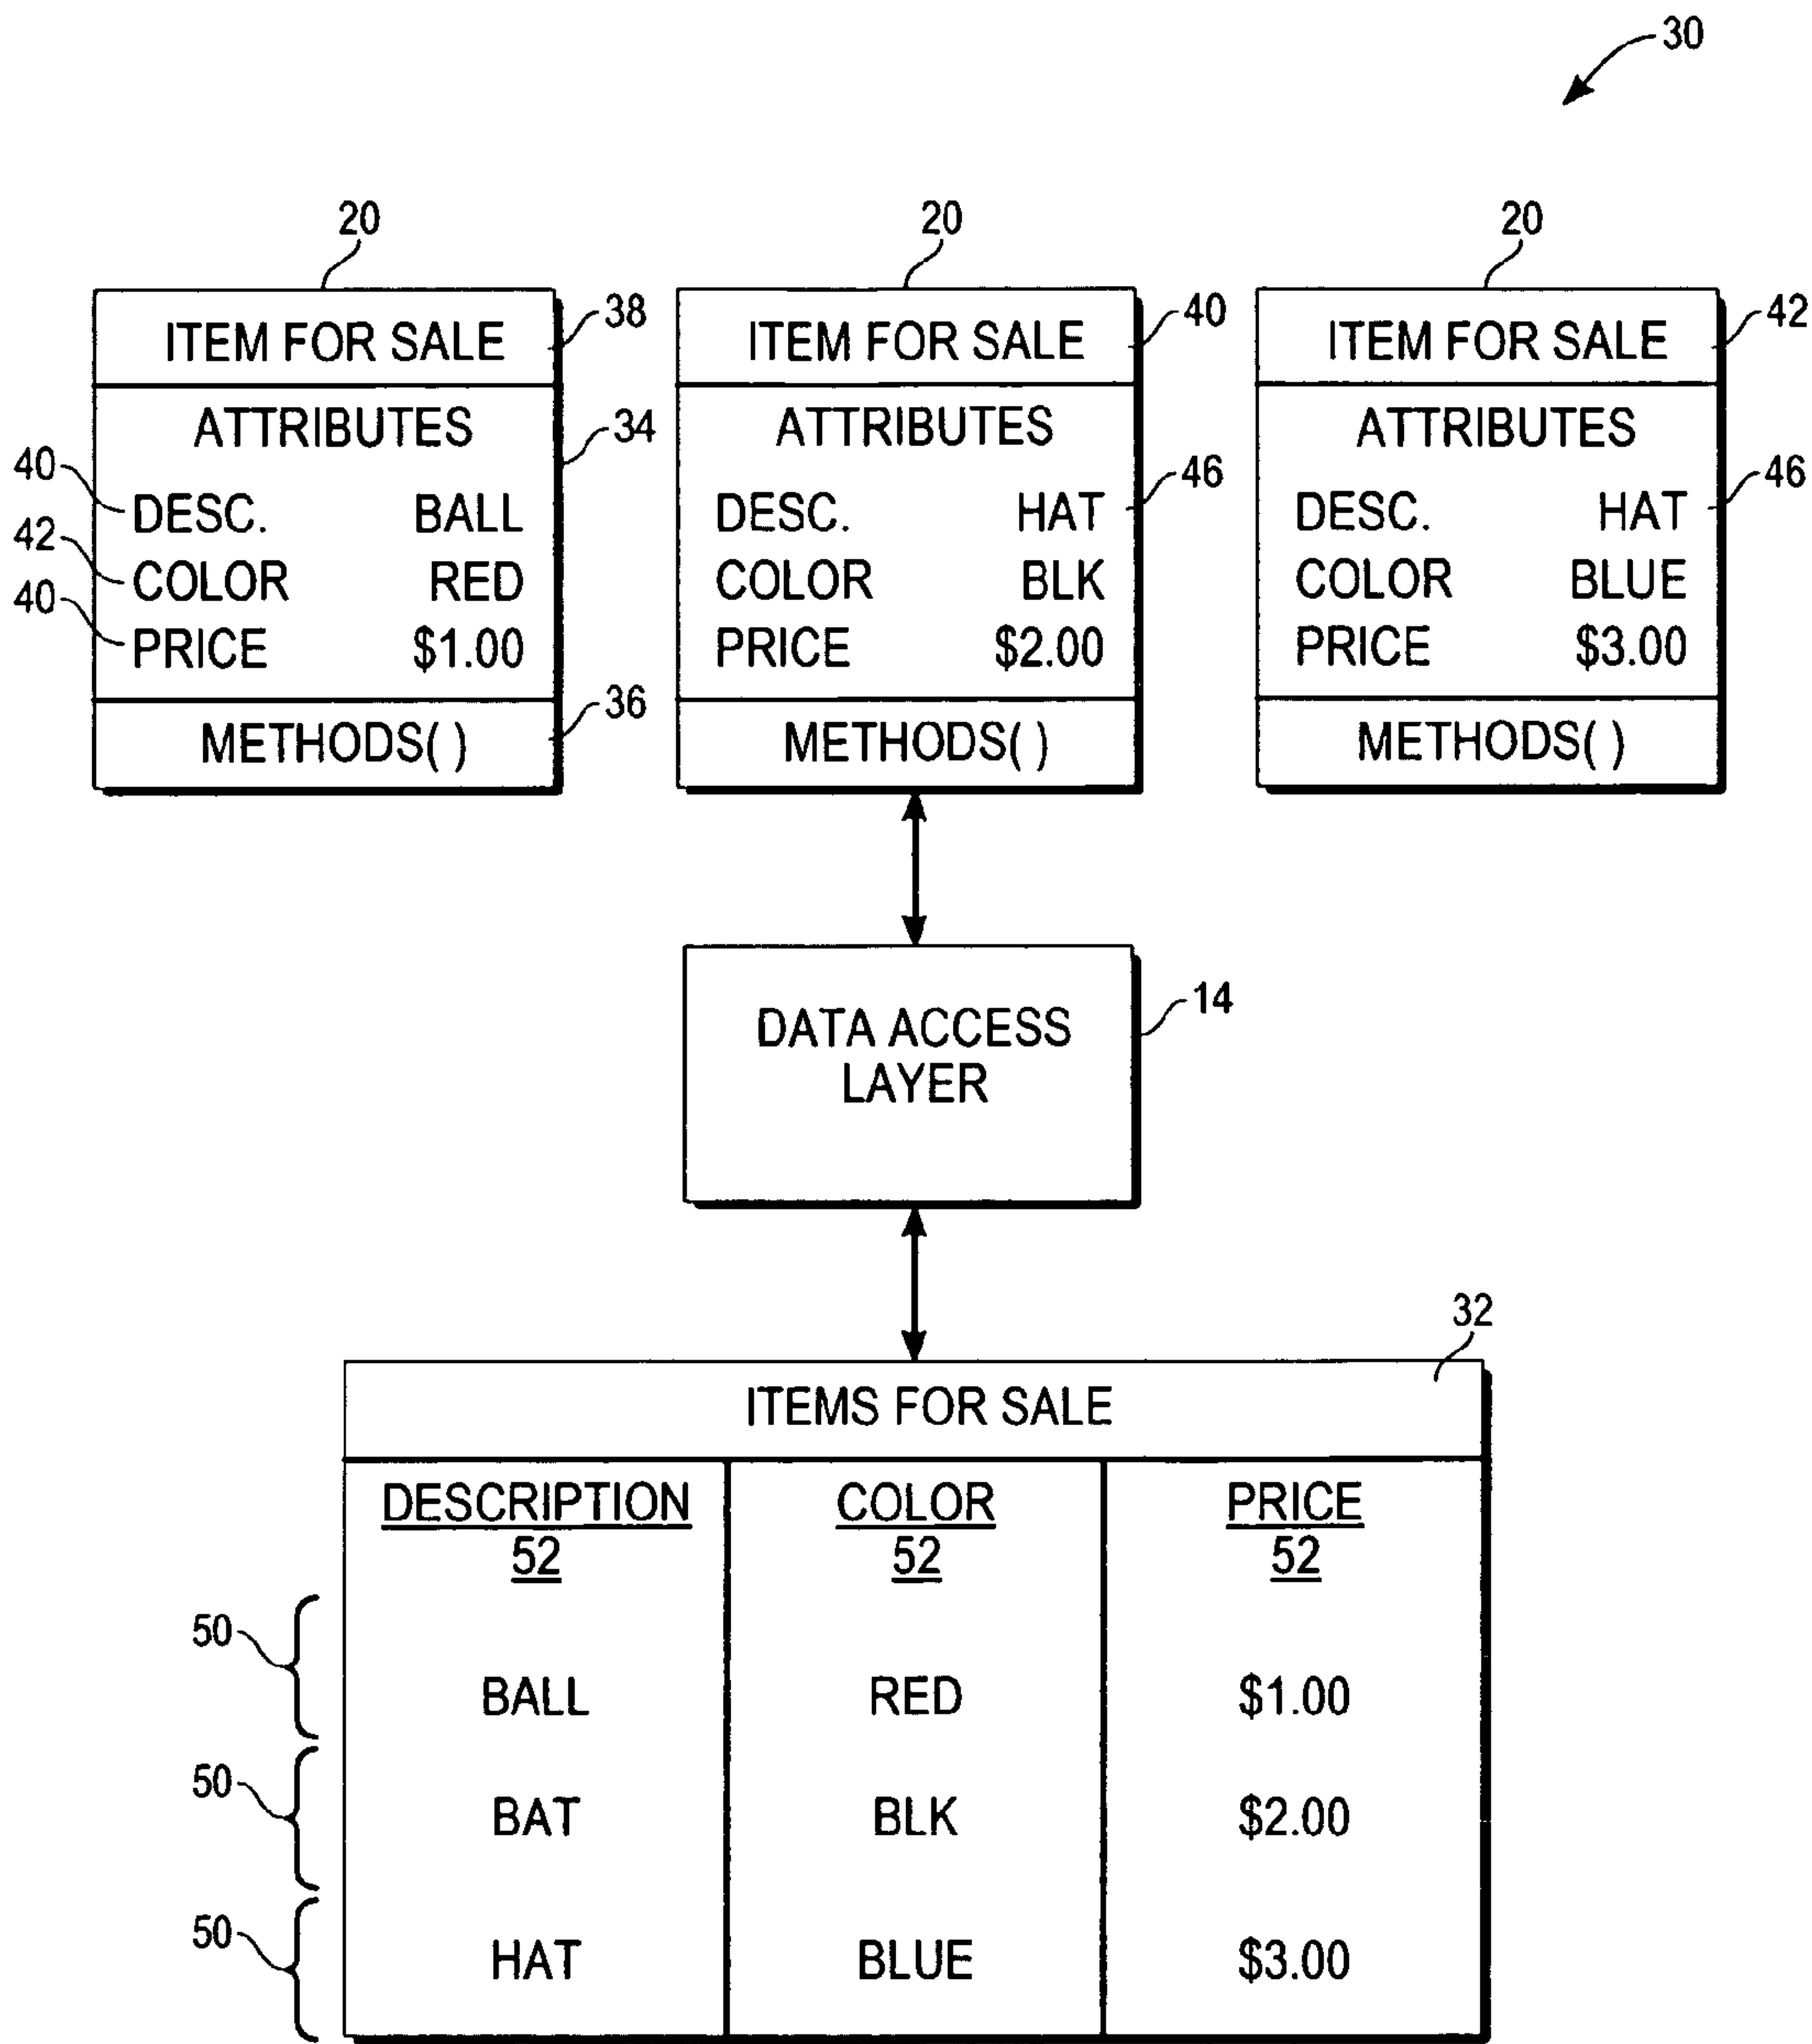 30
20 20 20
ITEM FOR SALE 38 ITEM FOR SALE 40 ITEM FOR SALE 42
ATTRIBUTES 34 ATTRIBUTES ATTRIBUTES
40 DESC. BALL DESC. HAT 46 DESC. HAT 46
42 COLOR RED COLOR BLK COLOR BLUE
40 PRICE $1.00 PRICE $2.00 PRICE $3.00
METHODS( ) 36 METHODS( ) METHODS( )
DATA ACCESS 14
LAYER
32
ITEMS FOR SALE
DESCRIPTION COLOR PRICE
52 52 52
50 BALL RED $1.00
50 BAT BLK $2.00
50 HAT BLUE $3.00